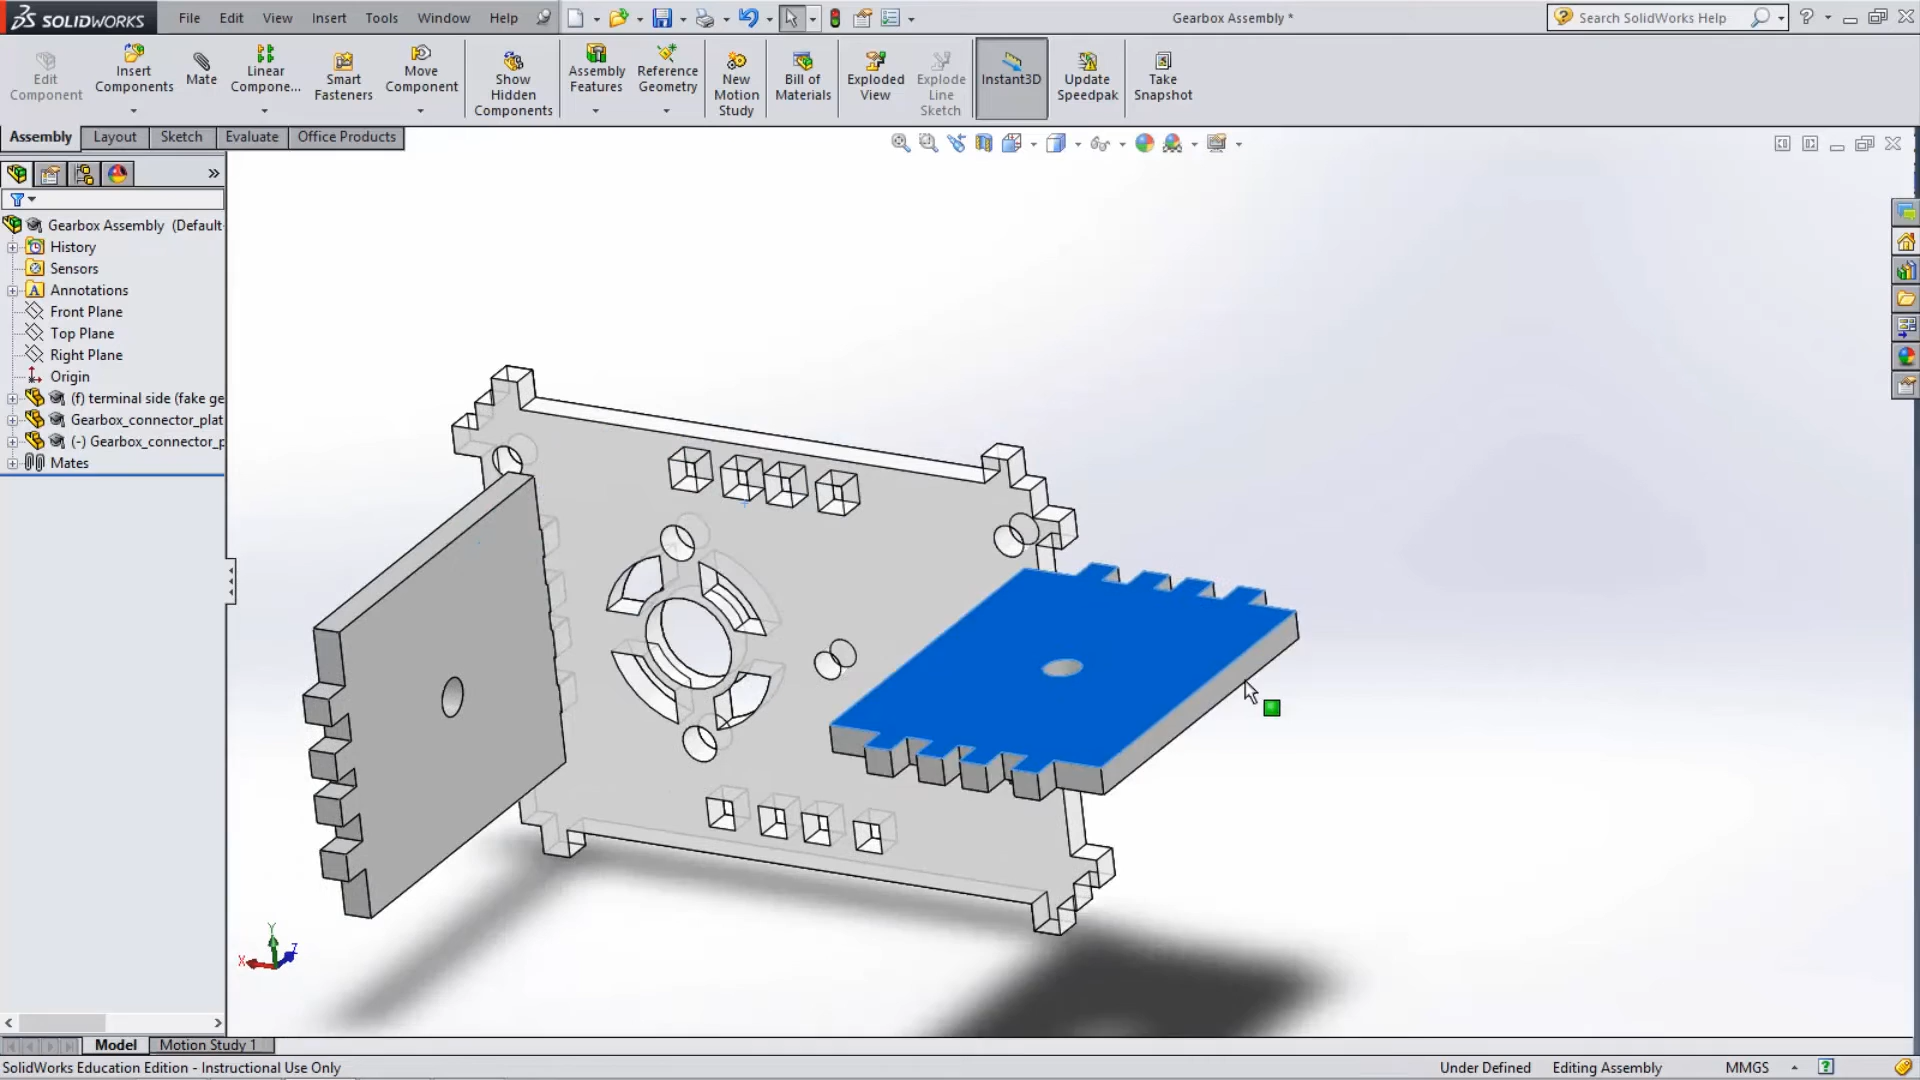 SOLIDWORKS File Edit View Insert Tools Window Help Gearbox Assembly * Search SolidWorks Help
Edit Component
Insert Components
Mate
Linear Compone...
Smart Fasteners
Move Component
Show Hidden Components
Assembly Features
Reference Geometry
New Motion Study
Bill of Materials
Exploded View
Explode Line Sketch
Instant3D
Update Speedpak
Take Snapshot
Assembly Layout Sketch Evaluate Office Products
Gearbox Assembly (Default
History
Sensors
Annotations
Front Plane
Top Plane
Right Plane
Origin
(f) terminal side (fake ge
Gearbox_connector_plat
(-) Gearbox_connector_p
Mates
Y
Z
X
Model Motion Study 1
SolidWorks Education Edition - Instructional Use Only Under Defined Editing Assembly MMGS